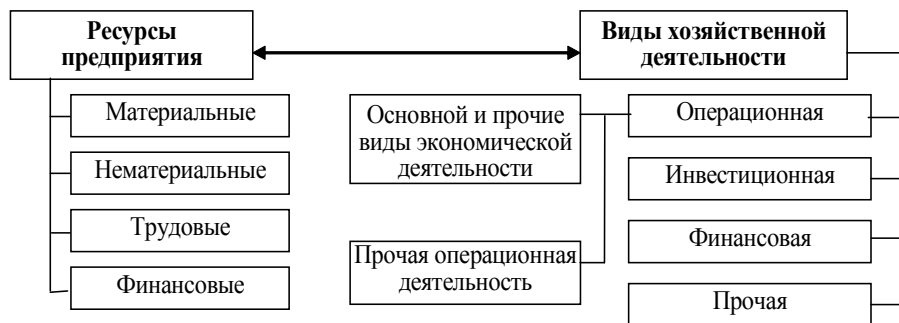 Ресурсы
предприятия
Виды хозяйственной
деятельности
Материальные
Нематериальные
Трудовые
Финансовые
Основной и прочие
виды экономической
деятельности
Прочая операционная
деятельность
Операционная
Инвестиционная
Финансовая
Прочая